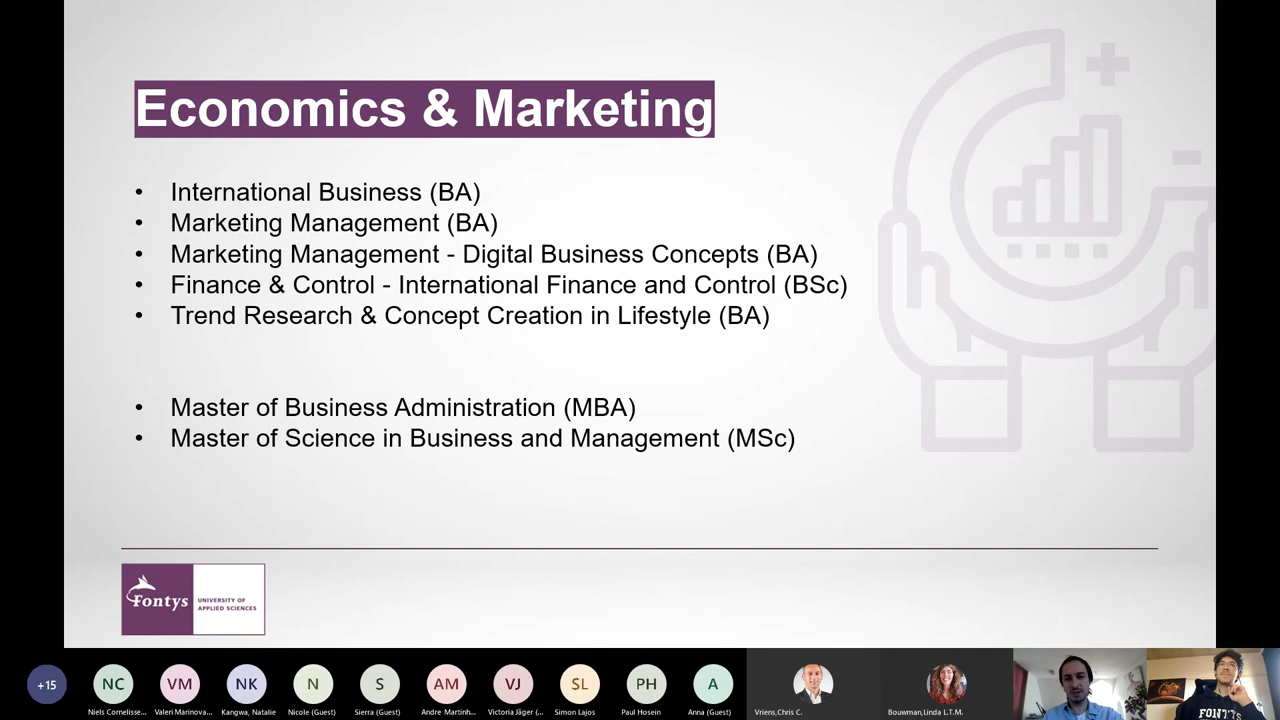 Economics & Marketing
• International Business (BA)
• Marketing Management (BA)
• Marketing Management - Digital Business Concepts (BA)
• Finance & Control - International Finance and Control (BSc)
• Trend Research & Concept Creation in Lifestyle (BA)
• Master of Business Administration (MBA)
• Master of Science in Business and Management (MSc)
Fontys
UNIVERSITY OF
APPLIED SCIENCES
+15 NC VM NK N S AM VJ SL PH A
Niels Cornelisse... Valeri Marinova... Kangwa, Natalie Nicole (Guest) Sierra (Guest) Andre Martinh... Victoria Jäger (... Simon Lajos Paul Hosein Anna (Guest) Vriens,Chris C. Bouwman,Linda L.T.M.
FONTYS